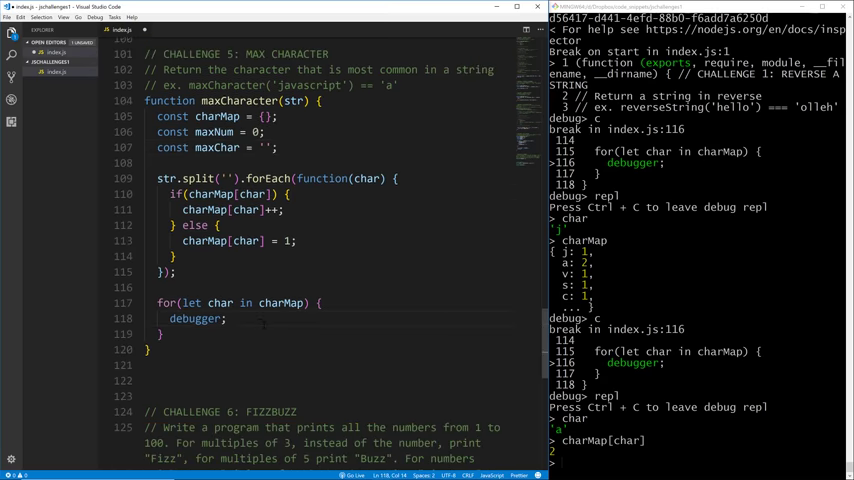 index.js - jschallenges1 - Visual Studio Code
File Edit Selection View Go Debug Tasks Help
EXPLORER
OPEN EDITORS 1 UNSAVED
index.js
JSCHALLENGES1
index.js
index.js
100
101 // CHALLENGE 5: MAX CHARACTER
102 // Return the character that is most common in a string
103 // ex. maxCharacter('javascript') == 'a'
104 function maxCharacter(str) {
105 const charMap = {};
106 const maxNum = 0;
107 const maxChar = '';
108
109 str.split('').forEach(function(char) {
110 if(charMap[char]) {
111 charMap[char]++;
112 } else {
113 charMap[char] = 1;
114 }
115 });
116
117 for(let char in charMap) {
118 debugger;
119 }
120 }
121
122
123
124 // CHALLENGE 6: FIZZBUZZ
125 // Write a program that prints all the numbers from 1 to
100. For multiples of 3, instead of the number, print
"Fizz", for multiples of 5 print "Buzz". For numbers
0 0
Go Live Ln 118, Col 14 Spaces: 2 UTF-8 CRLF JavaScript Prettier
MINGW64:/d/Dropbox/code_snippets/jschallenges1
d56417-d441-4efd-88b0-f6add7a6250d
< For help see https://nodejs.org/en/docs/insp
ector
Break on start in index.js:1
> 1 (function (exports, require, module, __fil
ename, __dirname) { // CHALLENGE 1: REVERSE A
STRING
2 // Return a string in reverse
3 // ex. reverseString('hello') === 'olleh'
debug> c
break in index.js:116
114
115 for(let char in charMap) {
>116 debugger;
117 }
118 }
debug> repl
Press Ctrl + C to leave debug repl
> char
'j'
> charMap
{ j: 1,
a: 2,
v: 1,
s: 1,
c: 1,
... }
debug> c
break in index.js:116
114
115 for(let char in charMap) {
>116 debugger;
117 }
118 }
debug> repl
Press Ctrl + C to leave debug repl
> char
'a'
> charMap[char]
2
>